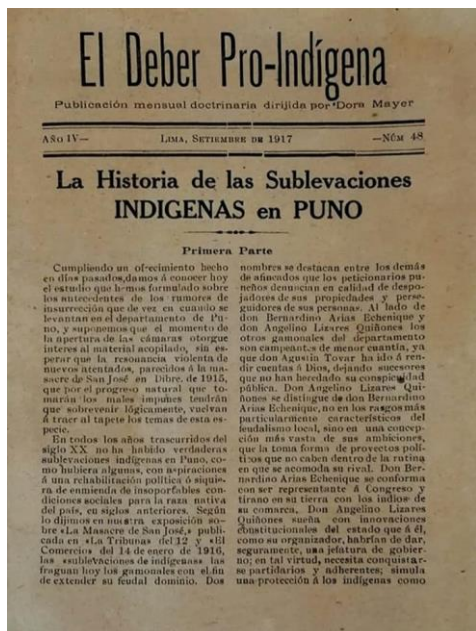 El Deber Pro-Indígena
Publicación mensual doctrinaria dirijida por Dora Mayer
AÑO IV—
LIMA, SETIEMBRE DE 1917
—NÚM 48
La Historia de las Sublevaciones
INDIGENAS en PUNO
Primera Parte
Cumpliendo un ofrecimiento hecho
en días pasados, damos á conocer hoy
el estudio que hemos formulado sobre
los antecedentes de los rumores de
insurrección que de vez en cuando se
levantan en el departamento de Pu-
no, y suponemos que el momento de
la apertura de las cámaras otorgue
interes al material acopilado, sin es-
perar que la resonancia violenta de
nuevos atentados, parecidos á la ma-
sacre de San José en Dibre. de 1915,
que por el progreso natural que to-
marán los males impunes tendrán
que sobrevenir lógicamente, vuelvan
á traer al tapete los temas de esta es-
pecie.
En todos los años trascurridos del
siglo XX no ha habido verdaderas
sublevaciones indígenas en Puno, co-
mo hubiera algunas, con aspiraciones
á una rehabilitación política ó siquie-
ra de enmienda de insoportables con-
diciones sociales para la raza nativa
del país, en siglos anteriores. Según
lo dijimos en nuestra exposición so-
bre «La Masacre de San José,» publi-
cada en «La Tribuna» del 12 y «El
Comercio» del 14 de enero de 1916,
las «sublevaciones de indígenas» las
fraguan hoy los gamonales con el fin
de extender su feudal dominio. Dos
nombres se destacan entre los demás
de afincados que los peticionarios pu-
neños denuncian en calidad de despo-
jadores de sus propiedades y perse-
guidores de sus personas. Al lado de
don Bernardino Arias Echenique y
don Angelino Lizares Quiñones los
otros gamonales del departamento
son campeones de menor cuantía, ya
que don Agustin Tovar ha ido á ren-
dir cuentas á Dios, dejando sucesores
que no han heredado su conspicuidad
pública. Don Angelino Lizares Qui-
ñones se distingue de don Bernardino
Arias Echenique, no en los rasgos más
particularmente característicos del
feudalismo local, sino en una concep-
ción más vasta de sus ambiciones,
que la toma forma de proyectos polí-
ticos que no caben dentro de la rutina
en que se acomoda su rival. Don Ber-
nardino Arias Echenique se conforma
con ser representante á Congreso y
tirano en su tierra con los indios de
su comarca. Don Angelino Lizares
Quiñones sueña con innovaciones
constitucionales del estado que á él,
como su organizador, habrían de dar,
seguramente, una jefatura de gobier-
no; en tal virtud, necesita conquistar-
se partidarios y adherentes; simula
una protección á los indígenas como